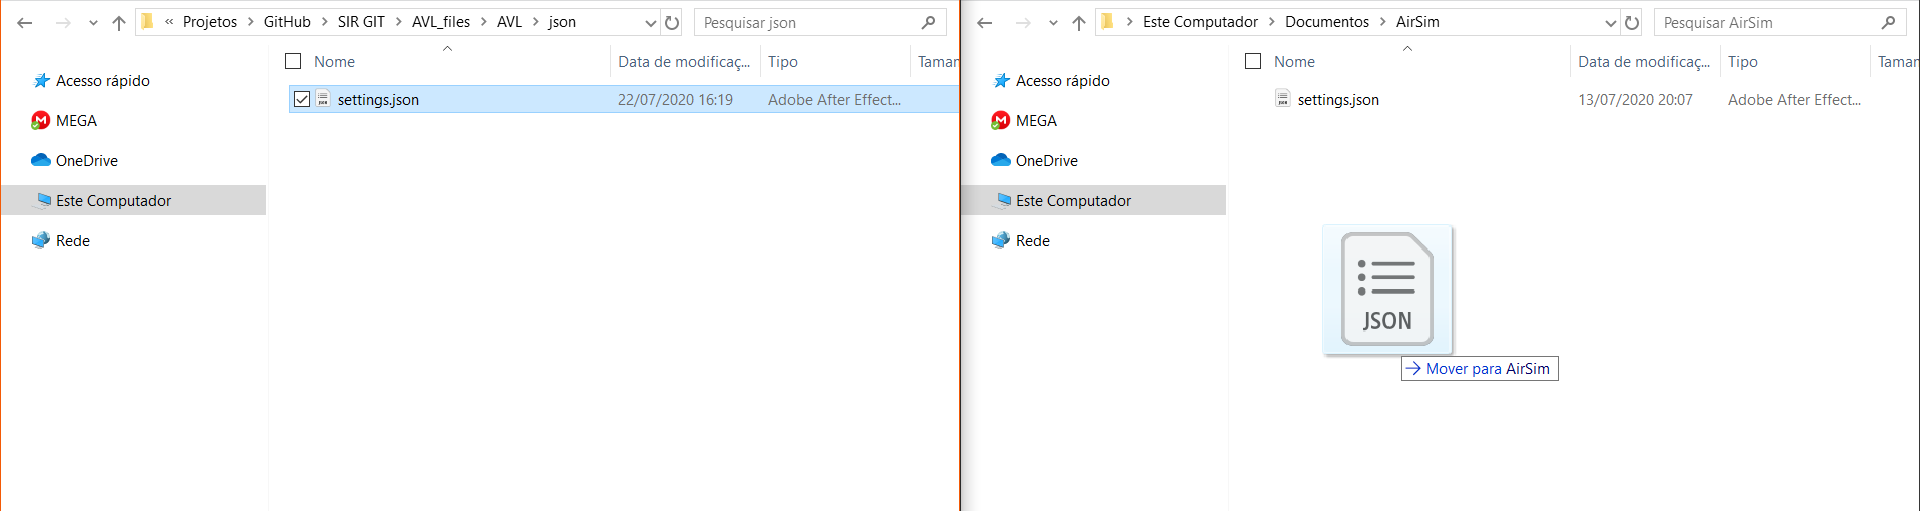 « Projetos > GitHub > SIR GIT > AVL_files > AVL > json
Pesquisar json
Nome
Data de modificaç...
Tipo
Taman
Acesso rápido
MEGA
OneDrive
Este Computador
Rede
settings.json
22/07/2020 16:19
Adobe After Effect...
> Este Computador > Documentos > AirSim
Pesquisar AirSim
Nome
Data de modificaç...
Tipo
Taman
Acesso rápido
MEGA
OneDrive
Este Computador
Rede
settings.json
13/07/2020 20:07
Adobe After Effect...
JSON
Mover para AirSim